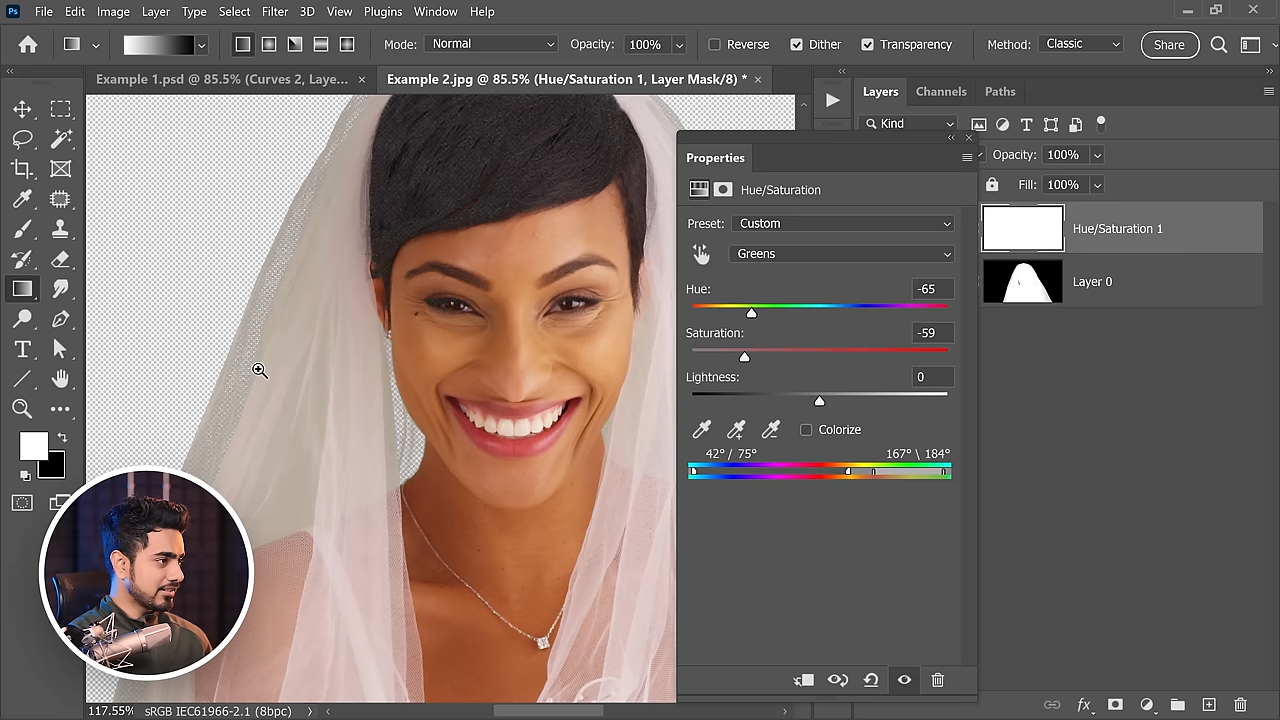 Ps File Edit Image Layer Type Select Filter 3D View Plugins Window Help
Mode: Normal Opacity: 100% Reverse Dither Transparency Method: Classic Share
Example 1.psd @ 85.5% (Curves 2, Laye... × Example 2.jpg @ 85.5% (Hue/Saturation 1, Layer Mask/8) * ×
Layers Channels Paths
Kind
Opacity: 100%
Fill: 100%
Hue/Saturation 1
Layer 0
Properties
Hue/Saturation
Preset: Custom
Greens
Hue: -65
Saturation: -59
Lightness: 0
Colorize
42° / 75° 167° \ 184°
117.55% sRGB IEC61966-2.1 (8bpc)
fx